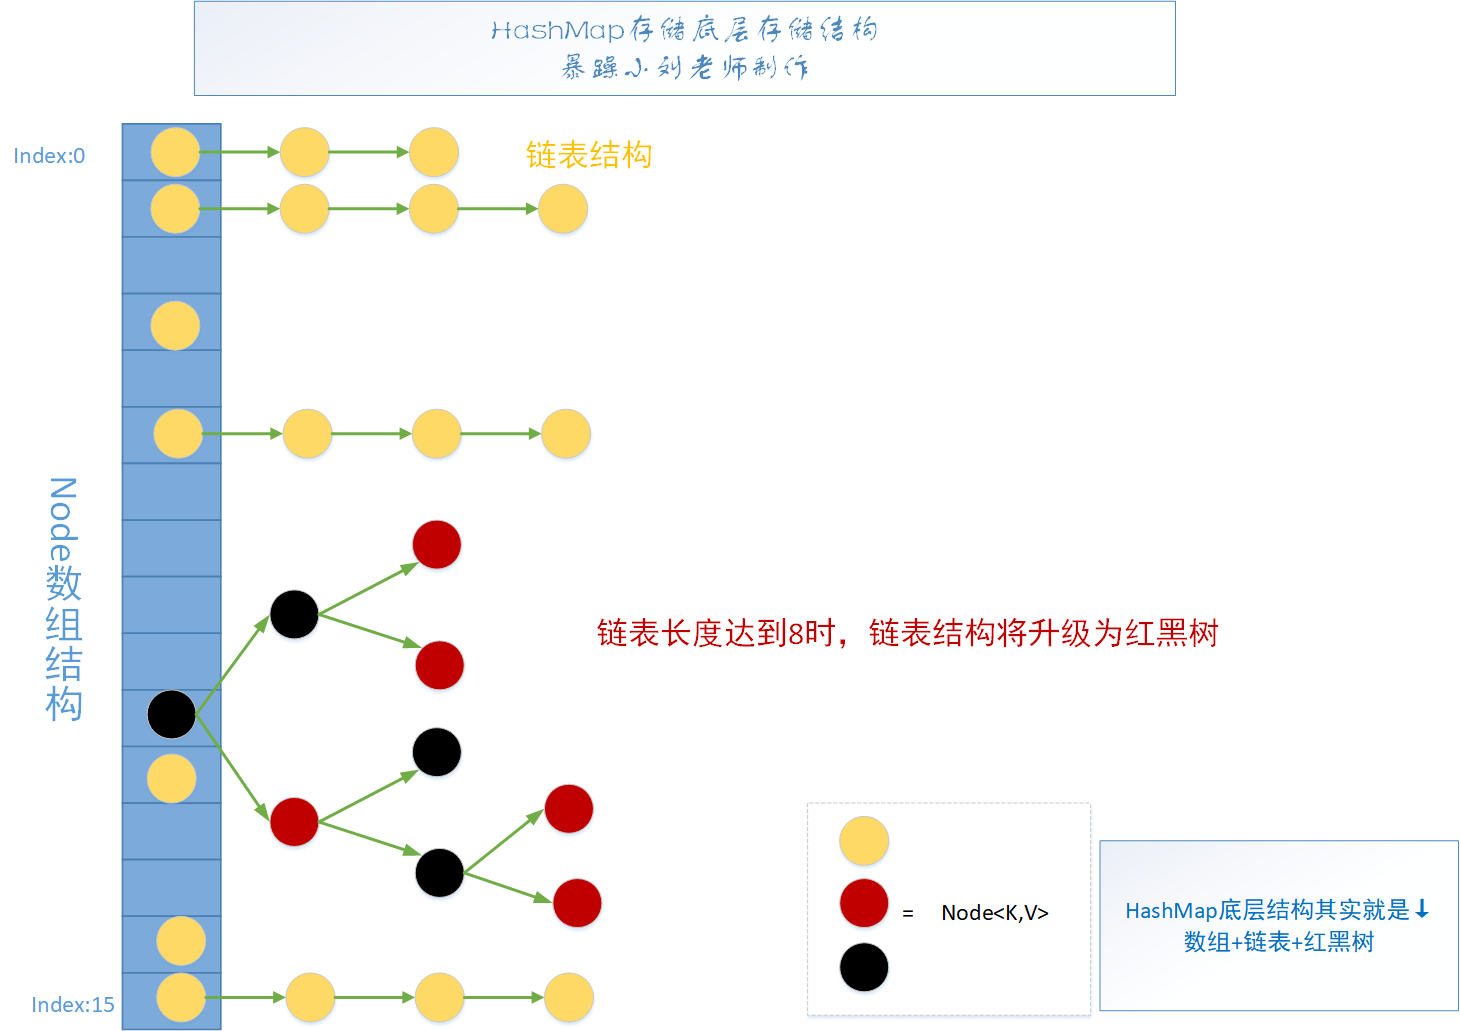 HashMap存储底层存储结构
暴躁小刘老师制作
Index:0
链表结构
Node数组结构
链表长度达到8时，链表结构将升级为红黑树
= Node<K,V>
HashMap底层结构其实就是↓
数组+链表+红黑树
Index:15